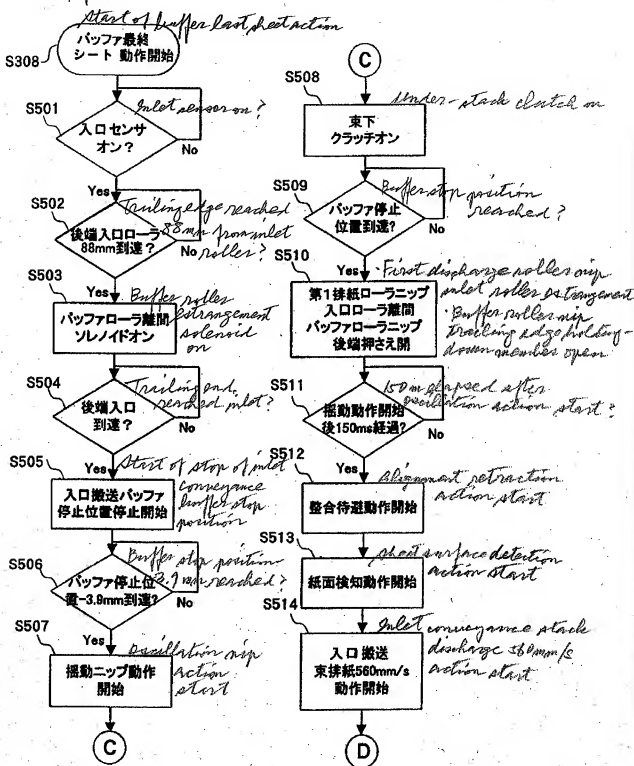 Start of buffer last sheet action
バッファ最終
シート 動作開始
S308
S501
Inlet sensor on?
入口センサ
オン?
No
Yes
S502
Trailing edge reached
88mm from inlet
roller?
後端入口ローラ
88mm到達?
No
Yes
S503
Buffer roller
estrangement
solenoid
on
バッファローラ離間
ソレノイドオン
S504
Trailing end
reached inlet?
後端入口
到達?
No
Yes
S505
Start of stop of inlet
conveyance
buffer stop
position
入口搬送バッファ
停止位置停止開始
S506
Buffer stop position
-3.9mm reached?
バッファ停止位
置-3.9mm到達?
No
Yes
S507
Oscillation nip
action
start
揺動ニップ動作
開始
C
C
S508
Under-stack clutch on
束下
クラッチオン
S509
Buffer stop position
reached?
バッファ停止
位置到達?
No
Yes
S510
・First discharge roller nip
inlet roller estrangement
・Buffer roller nip
trailing edge holding-
down member open
第1排紙ローラニップ
入口ローラ離間
バッファローラニップ
後端押さえ開
S511
150m elapsed after
oscillation action start?
揺動動作開始
後150ms経過?
No
Yes
S512
Alignment retraction
action start
整合待避動作開始
S513
Sheet surface detection
action start
紙面検知動作開始
S514
Inlet conveyance stack
discharge 560mm/s
action start
入口搬送
束排紙560mm/s
動作開始
D